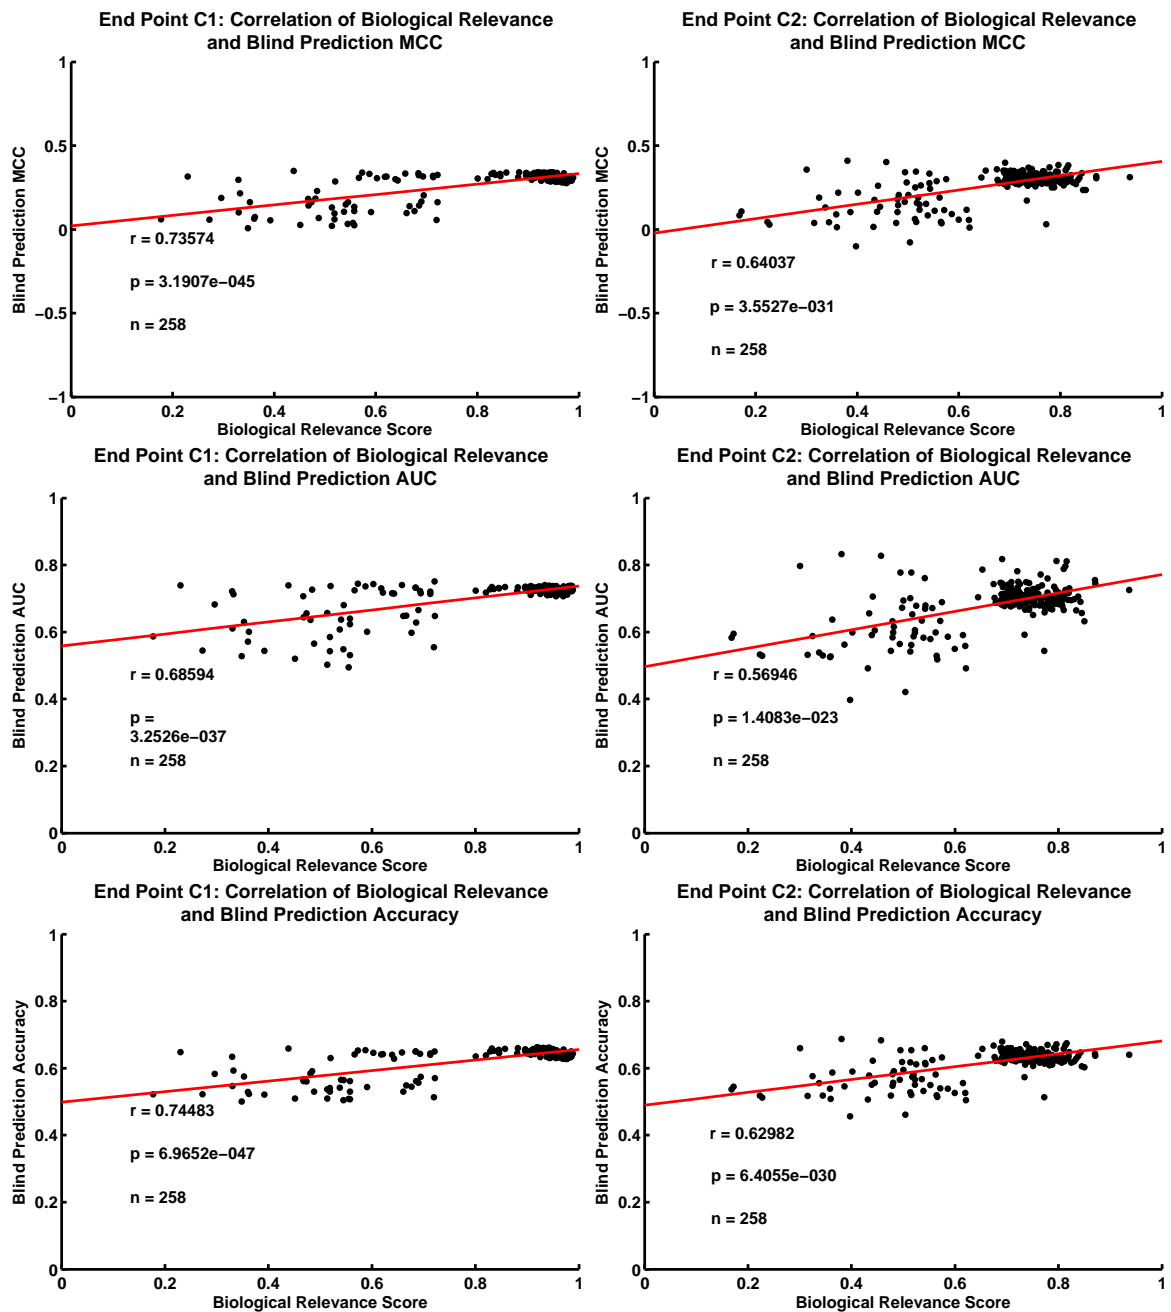 End Point C1: Correlation of Biological Relevance
and Blind Prediction MCC
1
0.5
0
−0.5
−1
Blind Prediction MCC
r = 0.73574
p = 3.1907e−045
n = 258
0 0.2 0.4 0.6 0.8 1
Biological Relevance Score
End Point C2: Correlation of Biological Relevance
and Blind Prediction MCC
1
0.5
0
−0.5
−1
Blind Prediction MCC
r = 0.64037
p = 3.5527e−031
n = 258
0 0.2 0.4 0.6 0.8 1
Biological Relevance Score
End Point C1: Correlation of Biological Relevance
and Blind Prediction AUC
1
0.8
0.6
0.4
0.2
0
Blind Prediction AUC
r = 0.68594
p =
3.2526e−037
n = 258
0 0.2 0.4 0.6 0.8 1
Biological Relevance Score
End Point C2: Correlation of Biological Relevance
and Blind Prediction AUC
1
0.8
0.6
0.4
0.2
0
Blind Prediction AUC
r = 0.56946
p = 1.4083e−023
n = 258
0 0.2 0.4 0.6 0.8 1
Biological Relevance Score
End Point C1: Correlation of Biological Relevance
and Blind Prediction Accuracy
1
0.8
0.6
0.4
0.2
0
Blind Prediction Accuracy
r = 0.74483
p = 6.9652e−047
n = 258
0 0.2 0.4 0.6 0.8 1
Biological Relevance Score
End Point C2: Correlation of Biological Relevance
and Blind Prediction Accuracy
1
0.8
0.6
0.4
0.2
0
Blind Prediction Accuracy
r = 0.62982
p = 6.4055e−030
n = 258
0 0.2 0.4 0.6 0.8 1
Biological Relevance Score